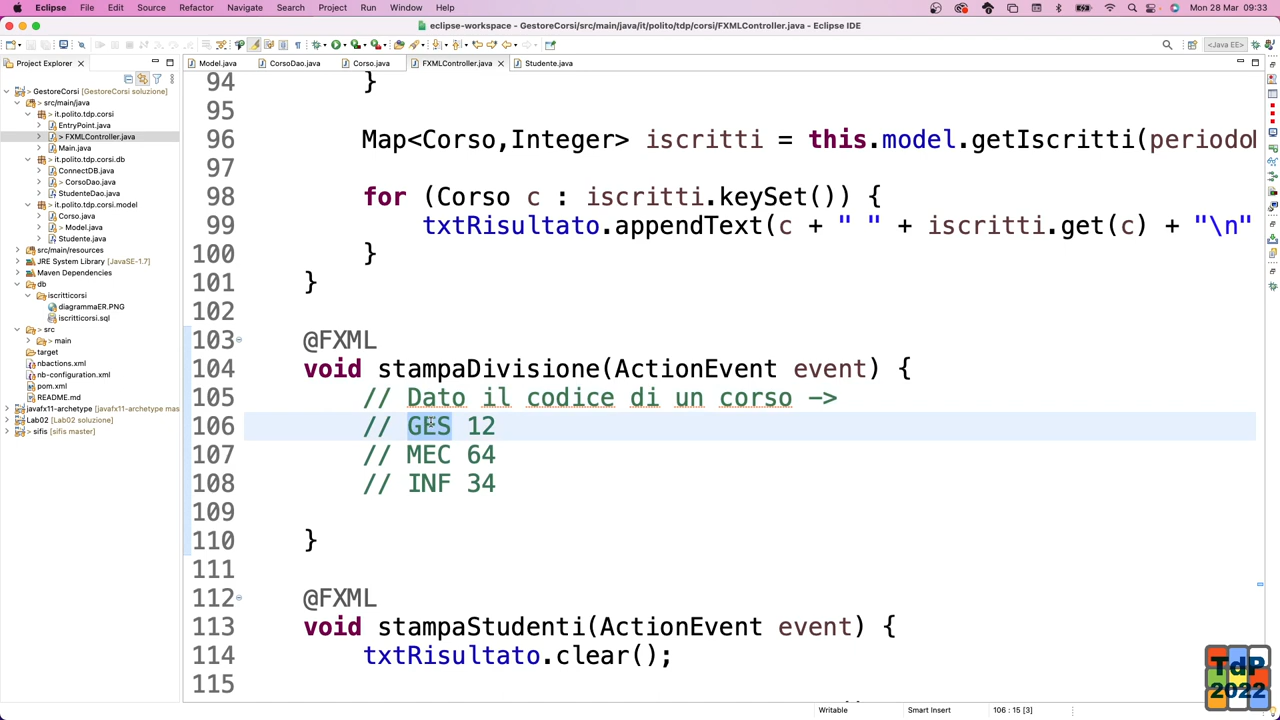 Eclipse File Edit Source Refactor Navigate Search Project Run Window Help Mon 28 Mar 09:33
eclipse-workspace - GestoreCorsi/src/main/java/it/polito/tdp/corsi/FXMLController.java - Eclipse IDE
<Java EE>
Project Explorer
Model.java CorsoDao.java Corso.java FXMLController.java Studente.java
GestoreCorsi [GestoreCorsi soluzione]
src/main/java
it.polito.tdp.corsi
EntryPoint.java
> FXMLController.java
Main.java
it.polito.tdp.corsi.db
ConnectDB.java
> CorsoDao.java
StudenteDao.java
it.polito.tdp.corsi.model
Corso.java
> Model.java
Studente.java
src/main/resources
JRE System Library [JavaSE-1.7]
Maven Dependencies
db
iscritticorsi
diagrammaER.PNG
iscritticorsi.sql
src
main
target
nbactions.xml
nb-configuration.xml
pom.xml
README.md
javafx11-archetype [javafx11-archetype mas
Lab02 [Lab02 soluzione]
sifis [sifis master]
94 }
95
96 Map<Corso,Integer> iscritti = this.model.getIscritti(periodo
97
98 for (Corso c : iscritti.keySet()) {
99 txtRisultato.appendText(c + " " + iscritti.get(c) + "\n"
100 }
101 }
102
103 @FXML
104 void stampaDivisione(ActionEvent event) {
105 // Dato il codice di un corso ->
106 // GES 12
107 // MEC 64
108 // INF 34
109
110 }
111
112 @FXML
113 void stampaStudenti(ActionEvent event) {
114 txtRisultato.clear();
115
Writable Smart Insert 106 : 15 [3]
TdP
2022